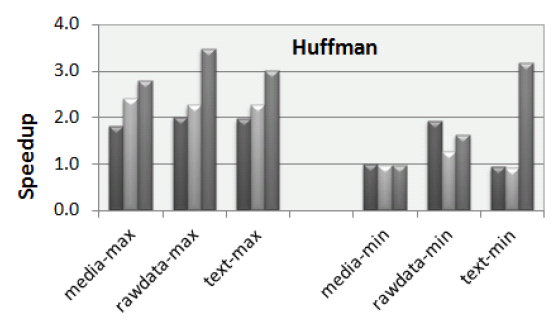 Huffman
Speedup
4.0
3.0
2.0
1.0
0.0
media-max
rawdata-max
text-max
media-min
rawdata-min
text-min